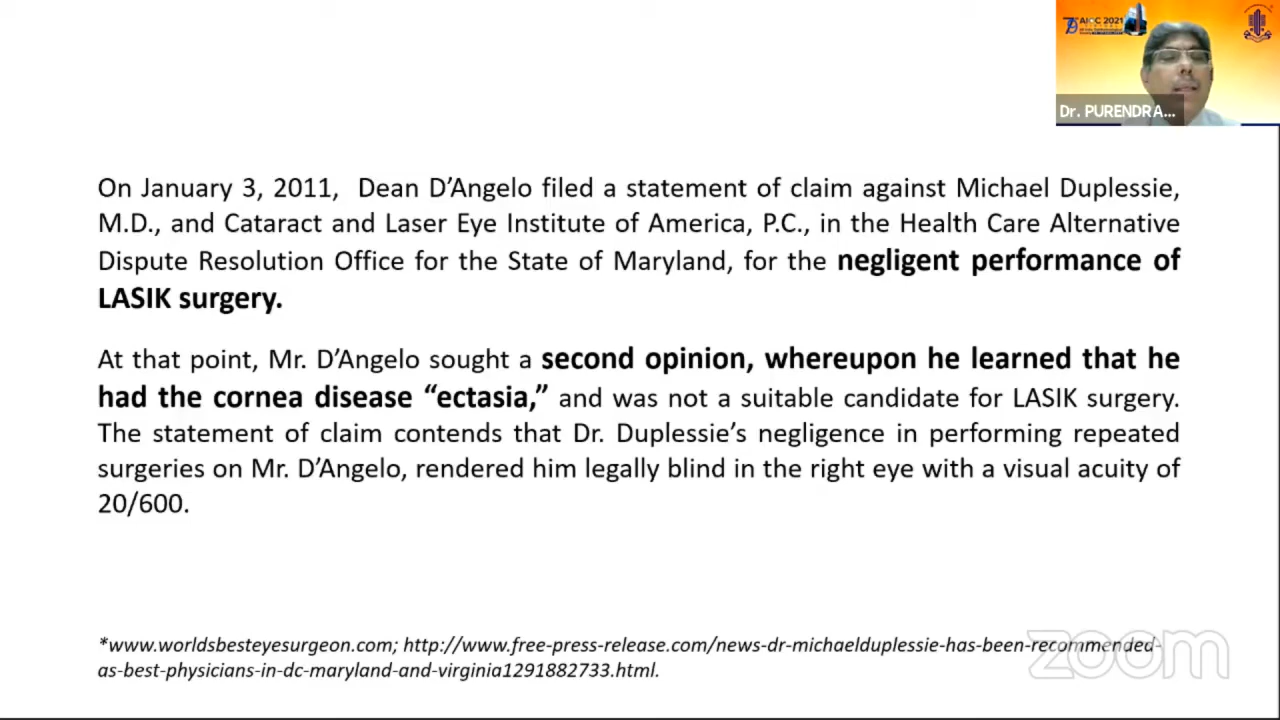 AIOC 2021
Dr. PURENDRA...
On January 3, 2011, Dean D’Angelo filed a statement of claim against Michael Duplessie,
M.D., and Cataract and Laser Eye Institute of America, P.C., in the Health Care Alternative
Dispute Resolution Office for the State of Maryland, for the negligent performance of
LASIK surgery.
At that point, Mr. D’Angelo sought a second opinion, whereupon he learned that he
had the cornea disease “ectasia,” and was not a suitable candidate for LASIK surgery.
The statement of claim contends that Dr. Duplessie’s negligence in performing repeated
surgeries on Mr. D’Angelo, rendered him legally blind in the right eye with a visual acuity of
20/600.
*www.worldsbesteyesurgeon.com; http://www.free-press-release.com/news-dr-michaelduplessie-has-been-recommended-
as-best-physicians-in-dc-maryland-and-virginia1291882733.html.
zoom